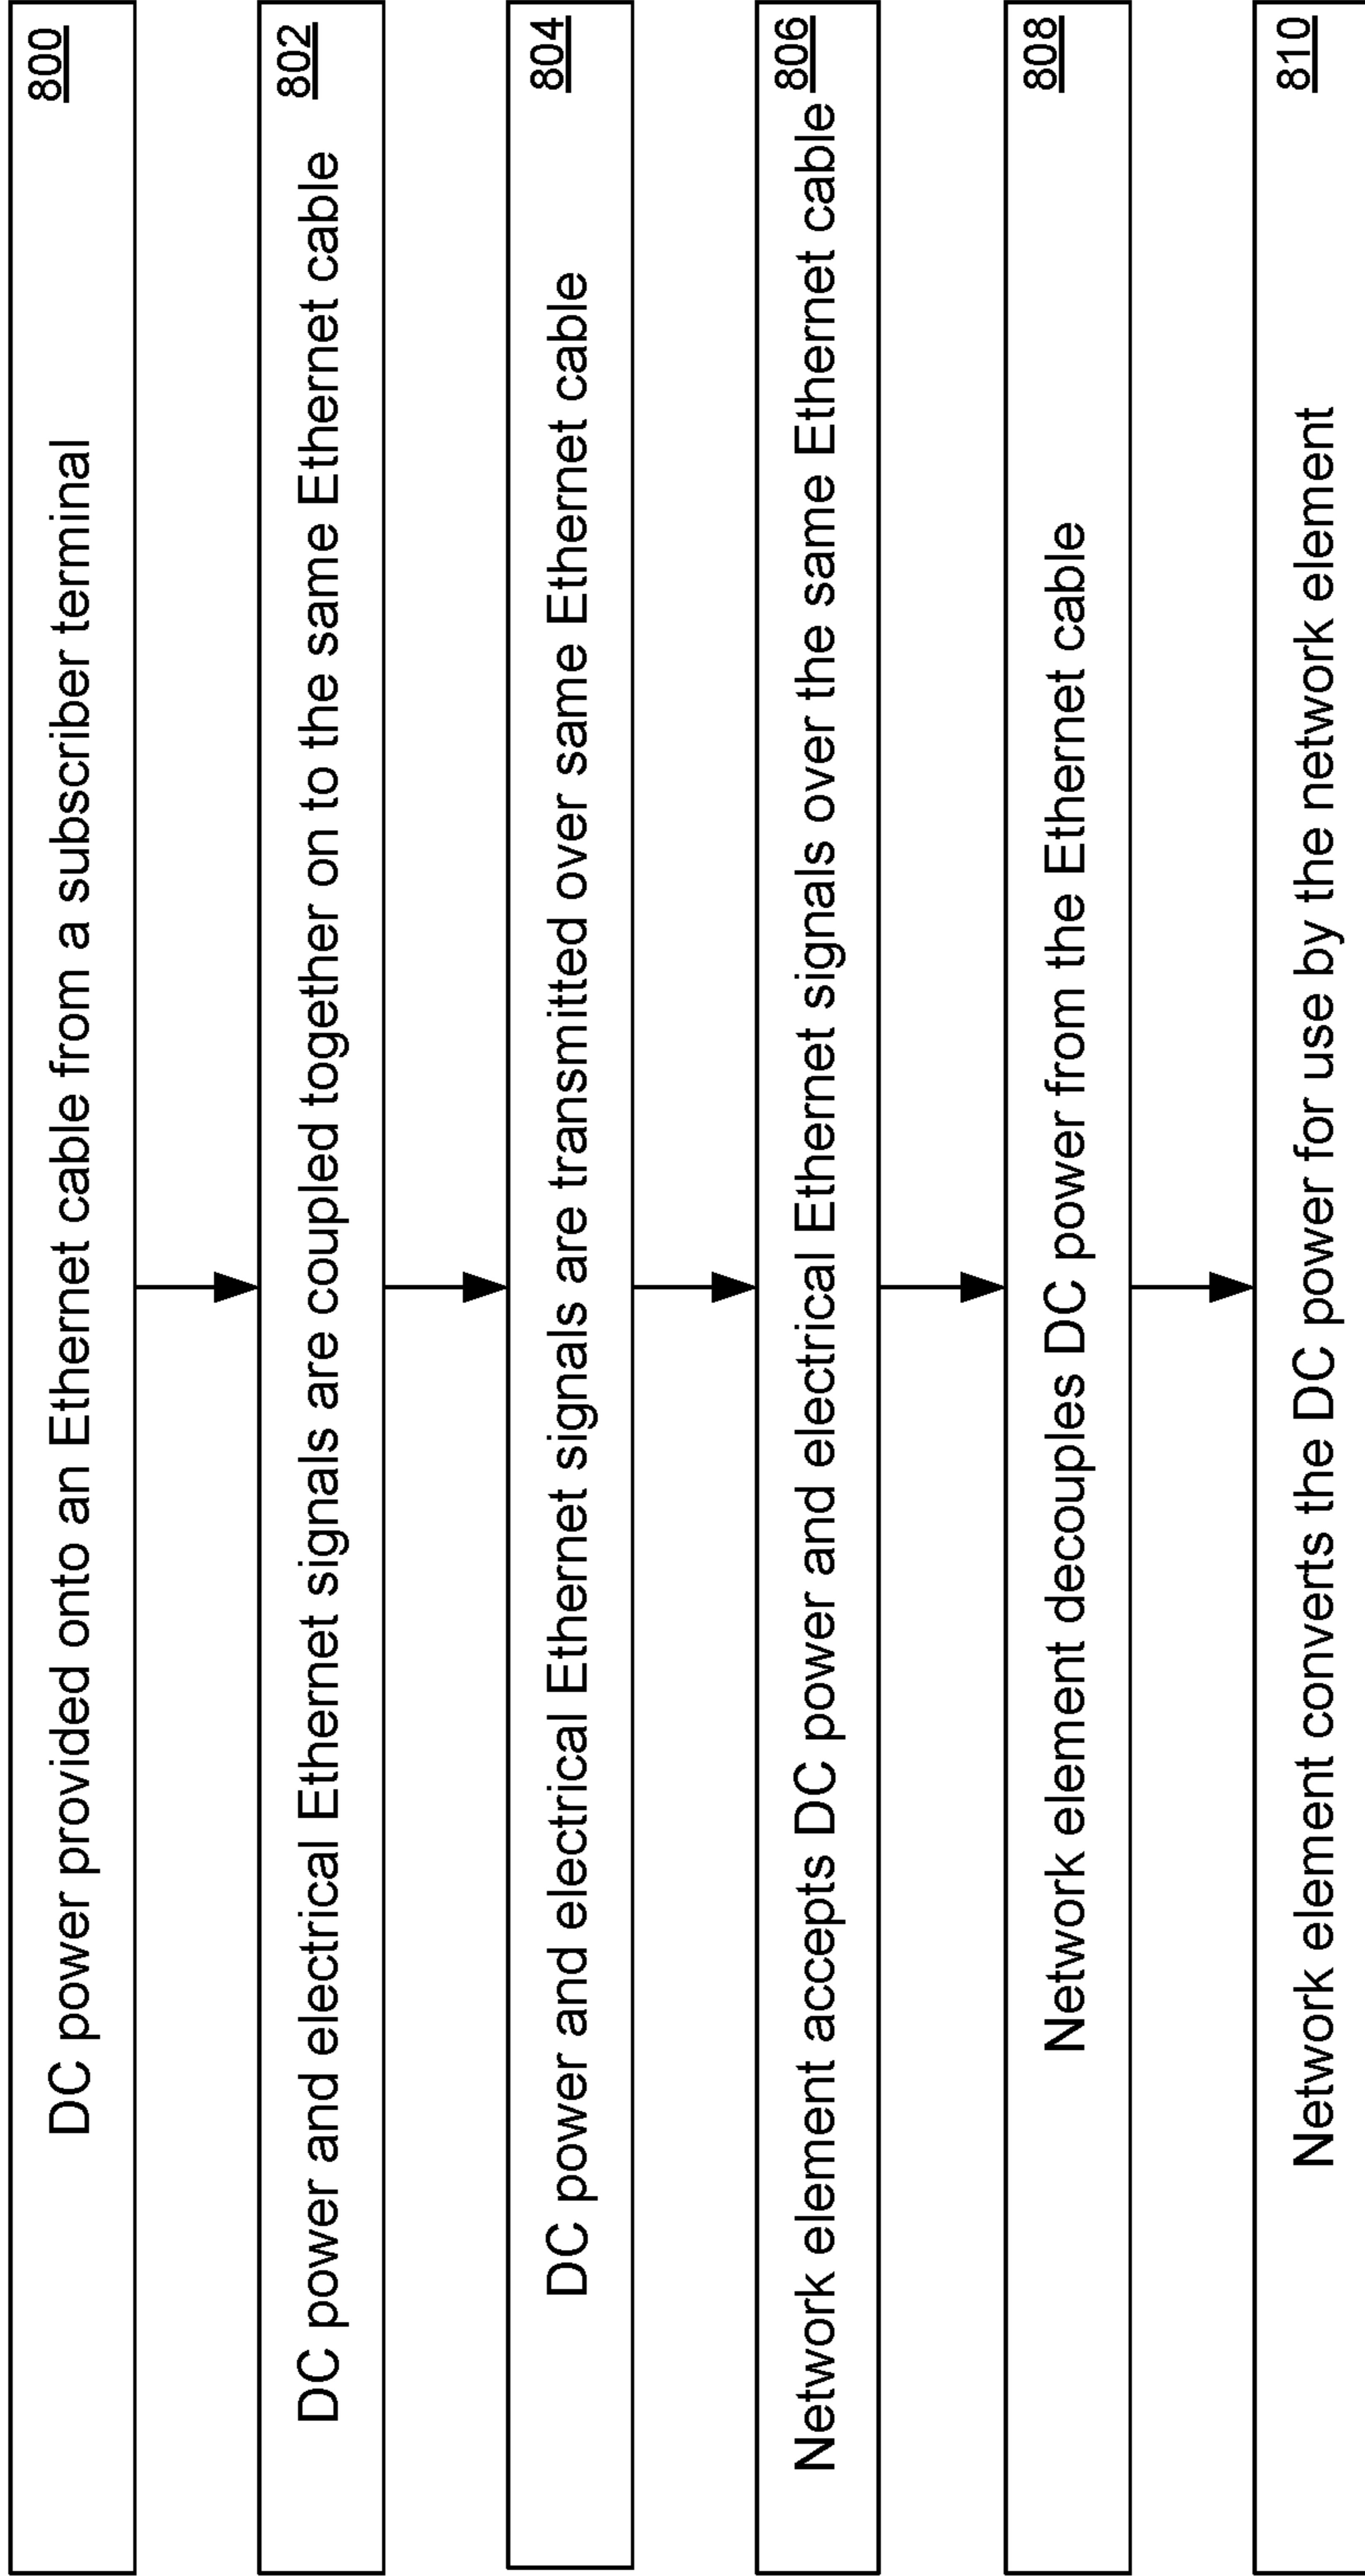 800
DC power provided onto an Ethernet cable from a subscriber terminal
802
DC power and electrical Ethernet signals are coupled together on to the same Ethernet cable
804
DC power and electrical Ethernet signals are transmitted over same Ethernet cable
806
Network element accepts DC power and electrical Ethernet signals over the same Ethernet cable
808
Network element decouples DC power from the Ethernet cable
810
Network element converts the DC power for use by the network element